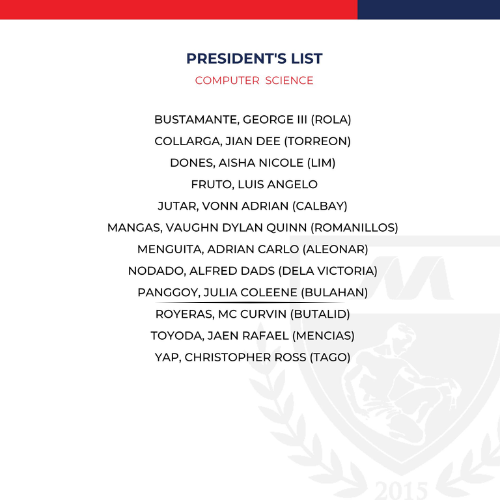 PRESIDENT'S LIST
COMPUTER SCIENCE
BUSTAMANTE, GEORGE III (ROLA)
COLLARGA, JIAN DEE (TORREON)
DONES, AISHA NICOLE (LIM)
FRUTO, LUIS ANGELO
JUTAR, VONN ADRIAN (CALBAY)
MANGAS, VAUGHN DYLAN QUINN (ROMANILLOS)
MENGUITA, ADRIAN CARLO (ALEONAR)
NODADO, ALFRED DADS (DELA VICTORIA)
PANGGOY, JULIA COLEENE (BULAHAN)
ROYERAS, MC CURVIN (BUTALID)
TOYODA, JAEN RAFAEL (MENCIAS)
YAP, CHRISTOPHER ROSS (TAGO)
2015